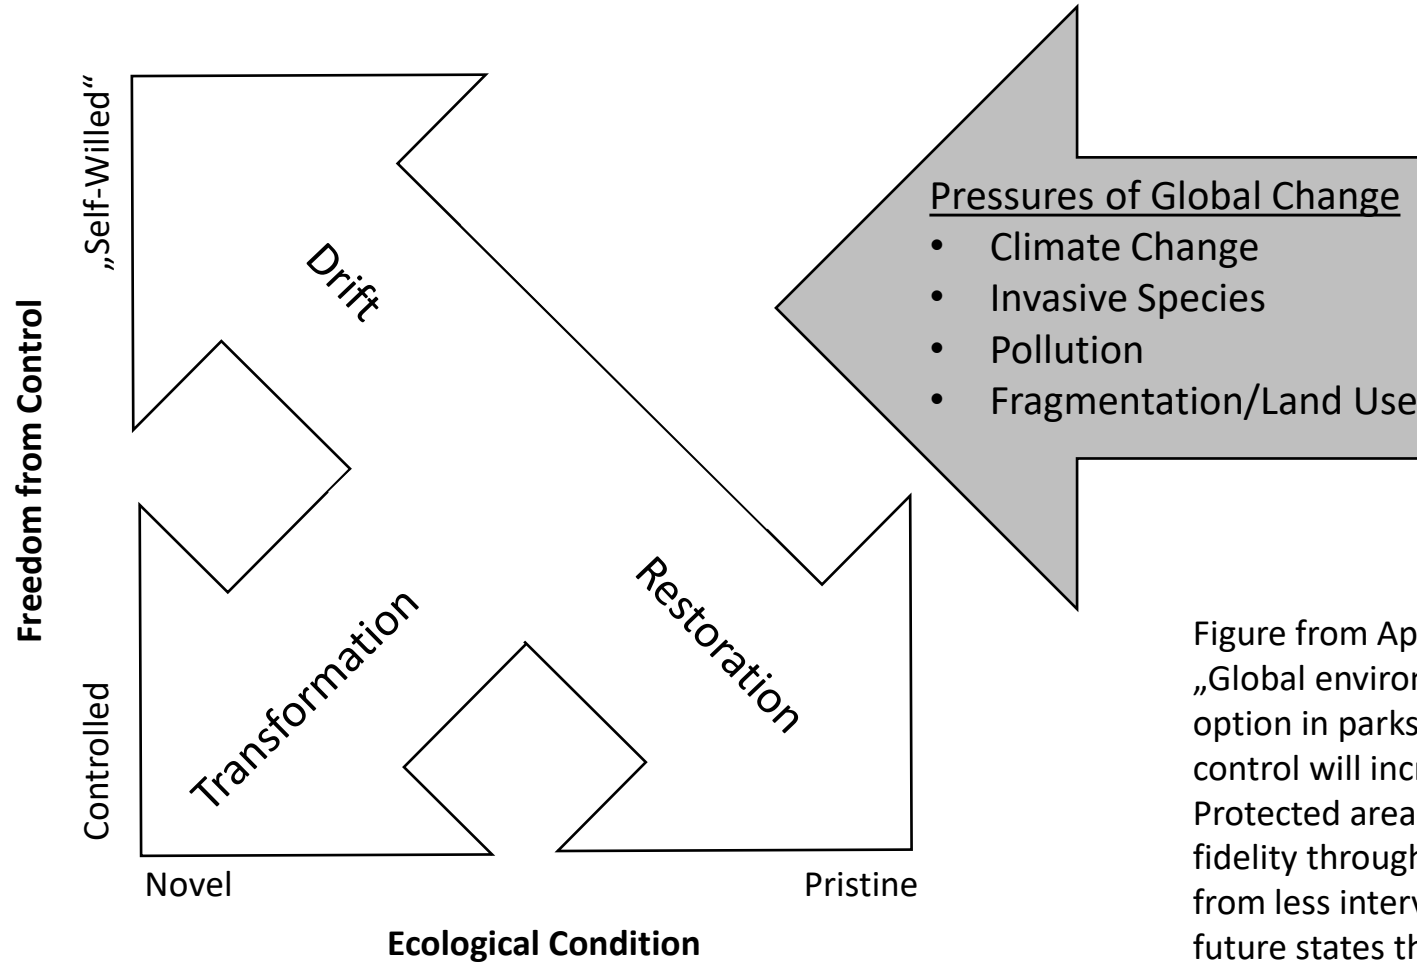 „Self-Willed“
Freedom from Control
Controlled
Drift
Transformation
Restoration
Novel
Pristine
Ecological Condition
Pressures of Global Change
• Climate Change
• Invasive Species
• Pollution
• Fragmentation/Land Use
Figure from Ap
„Global environ
option in parks
control will incr
Protected area
fidelity through
from less interv
future states th